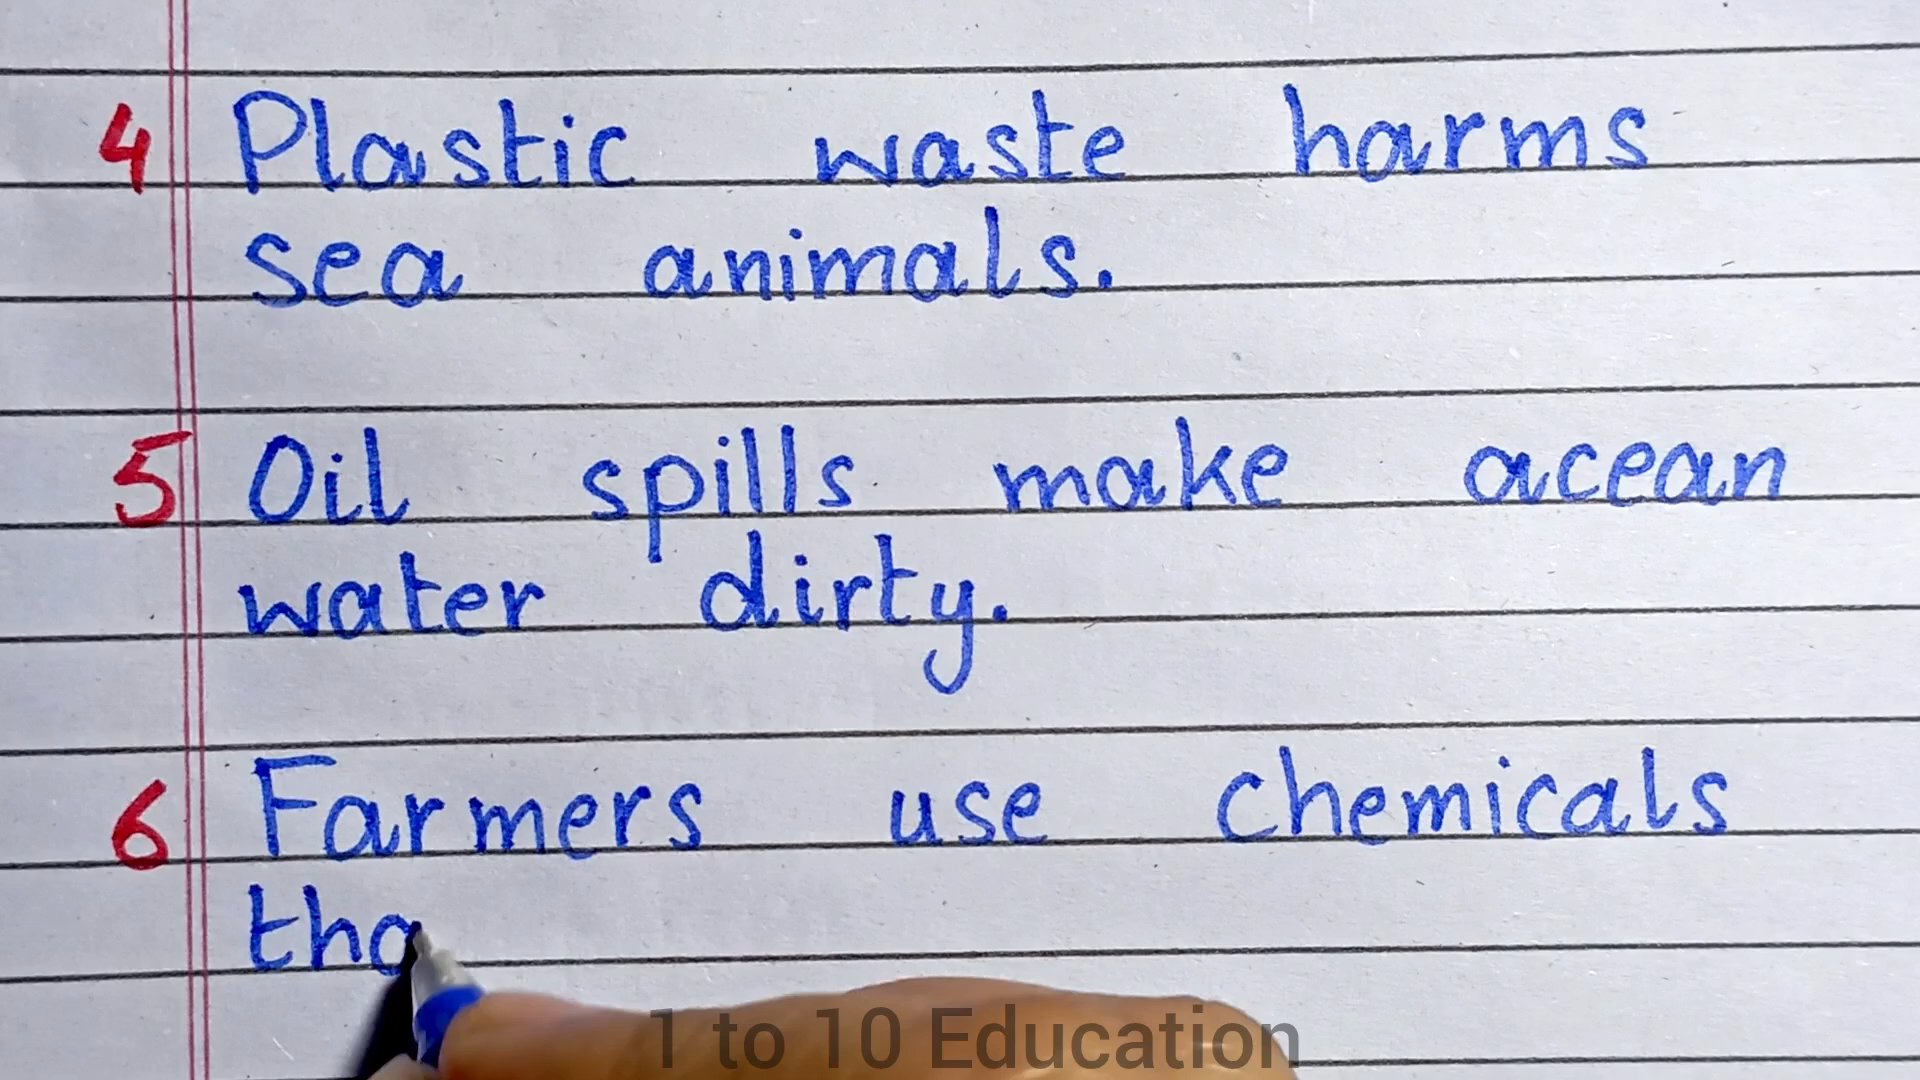 4 Plastic waste harms
sea animals.
5 Oil spills make acean
water dirty.
6 Farmers use chemicals
tha
1 to 10 Education